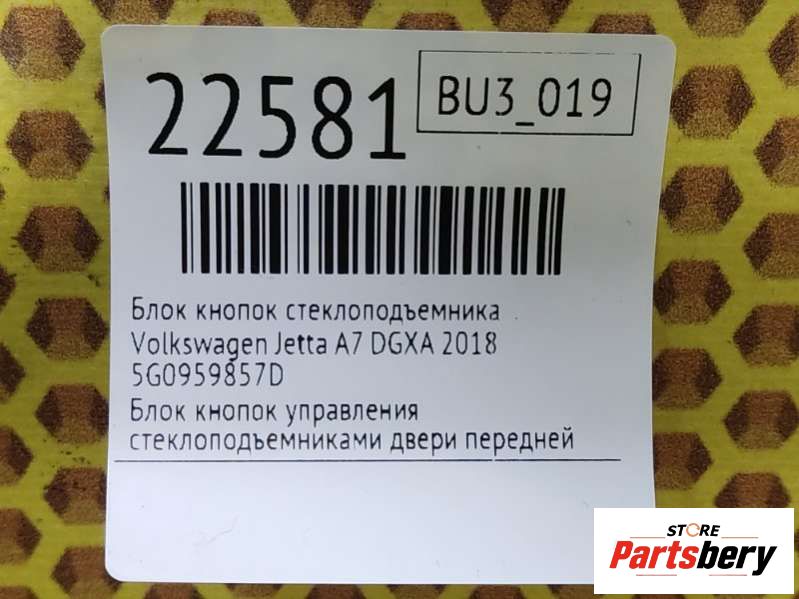 22581
BU3_019
Блок кнопок стеклоподъемника
Volkswagen Jetta A7 DGXA 2018
5G0959857D
Блок кнопок управления
стеклоподъемниками двери передней
STORE
Partsbery